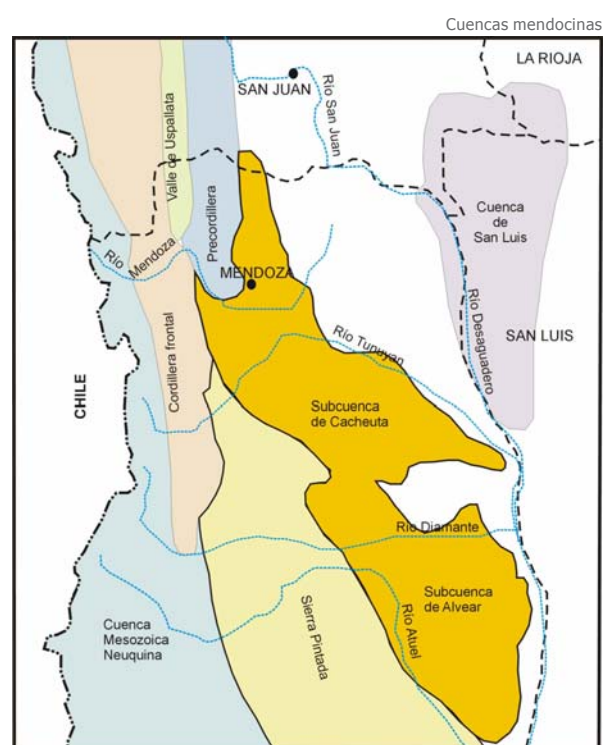 Cuencas mendocinas
LA RIOJA
SAN JUAN
Río San Juan
Valle de Uspallata
Precordillera
Cuenca
de
San Luis
Río
Mendoza
MENDOZA
Río Desaguadero
Río Tunuyan
SAN LUIS
CHILE
Cordillera frontal
Subcuenca
de Cacheuta
Río Diamante
Subcuenca
de Alvear
Sierra Pintada
Río Atuel
Cuenca
Mesozoica
Neuquina